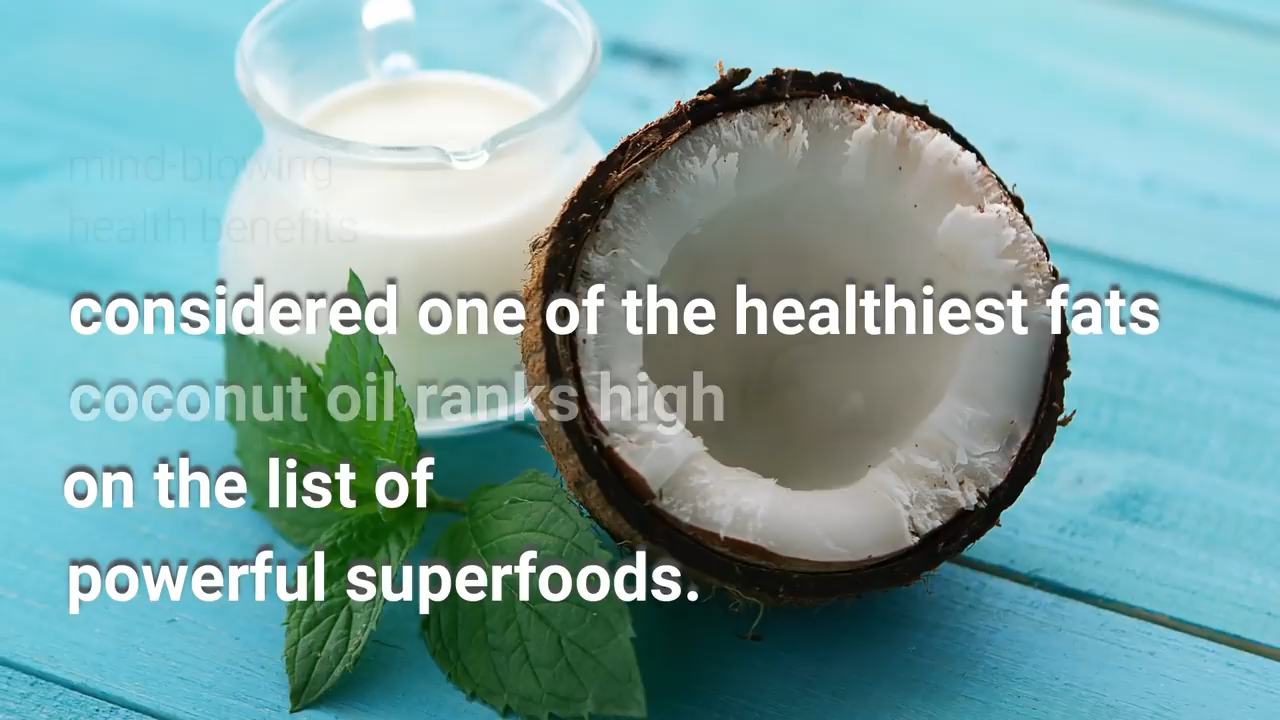 mind-blowing
health benefits
considered one of the healthiest fats
coconut oil ranks high
on the list of
powerful superfoods.